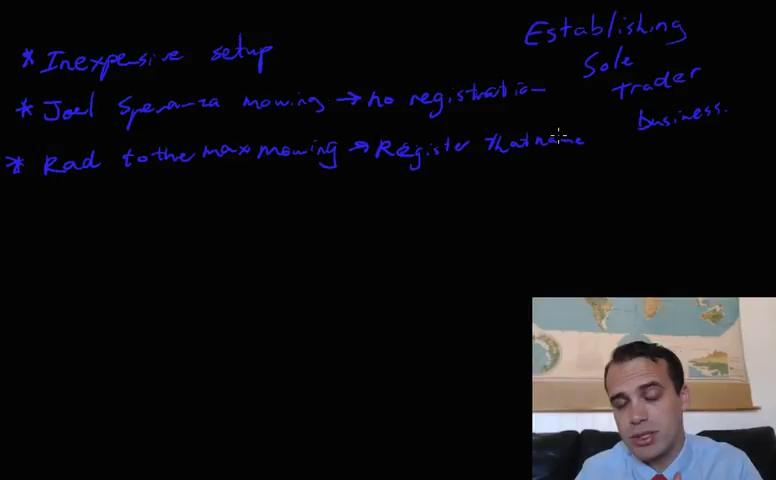 * Inexpensive setup
* Joel Speranza mowing → no registration
* Rad to the max mowing → Register that name
Establishing
Sole
trader
business.